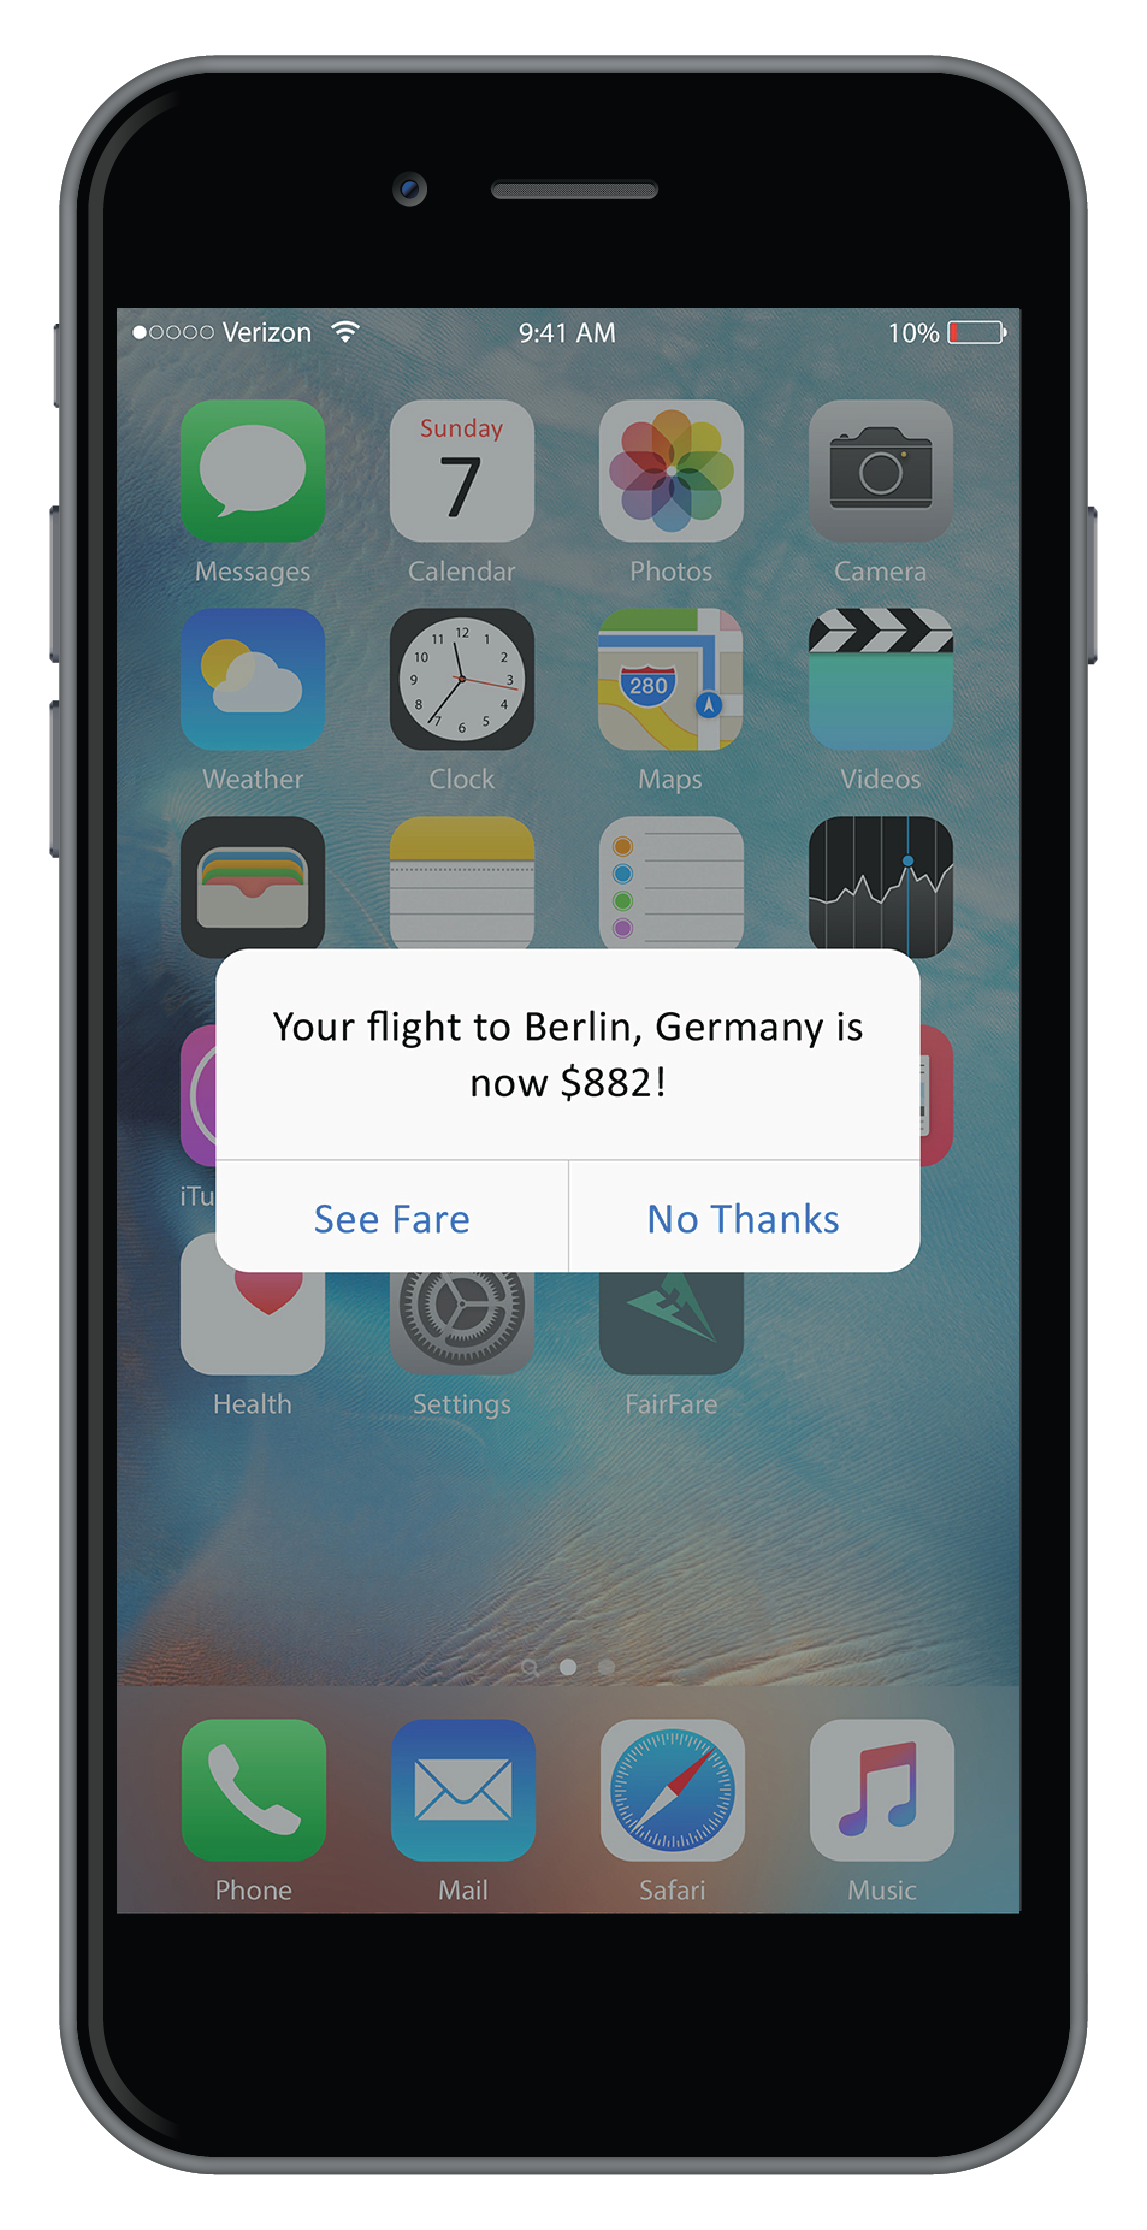 Verizon 9:41 AM 10%
Sunday
7
Messages Calendar Photos Camera
11 12 1
10 2
9 3
8 4
7 6 5
280
Weather Clock Maps Videos
Your flight to Berlin, Germany is
now $882!
iTu
See Fare No Thanks
Health Settings FairFare
Phone Mail Safari Music